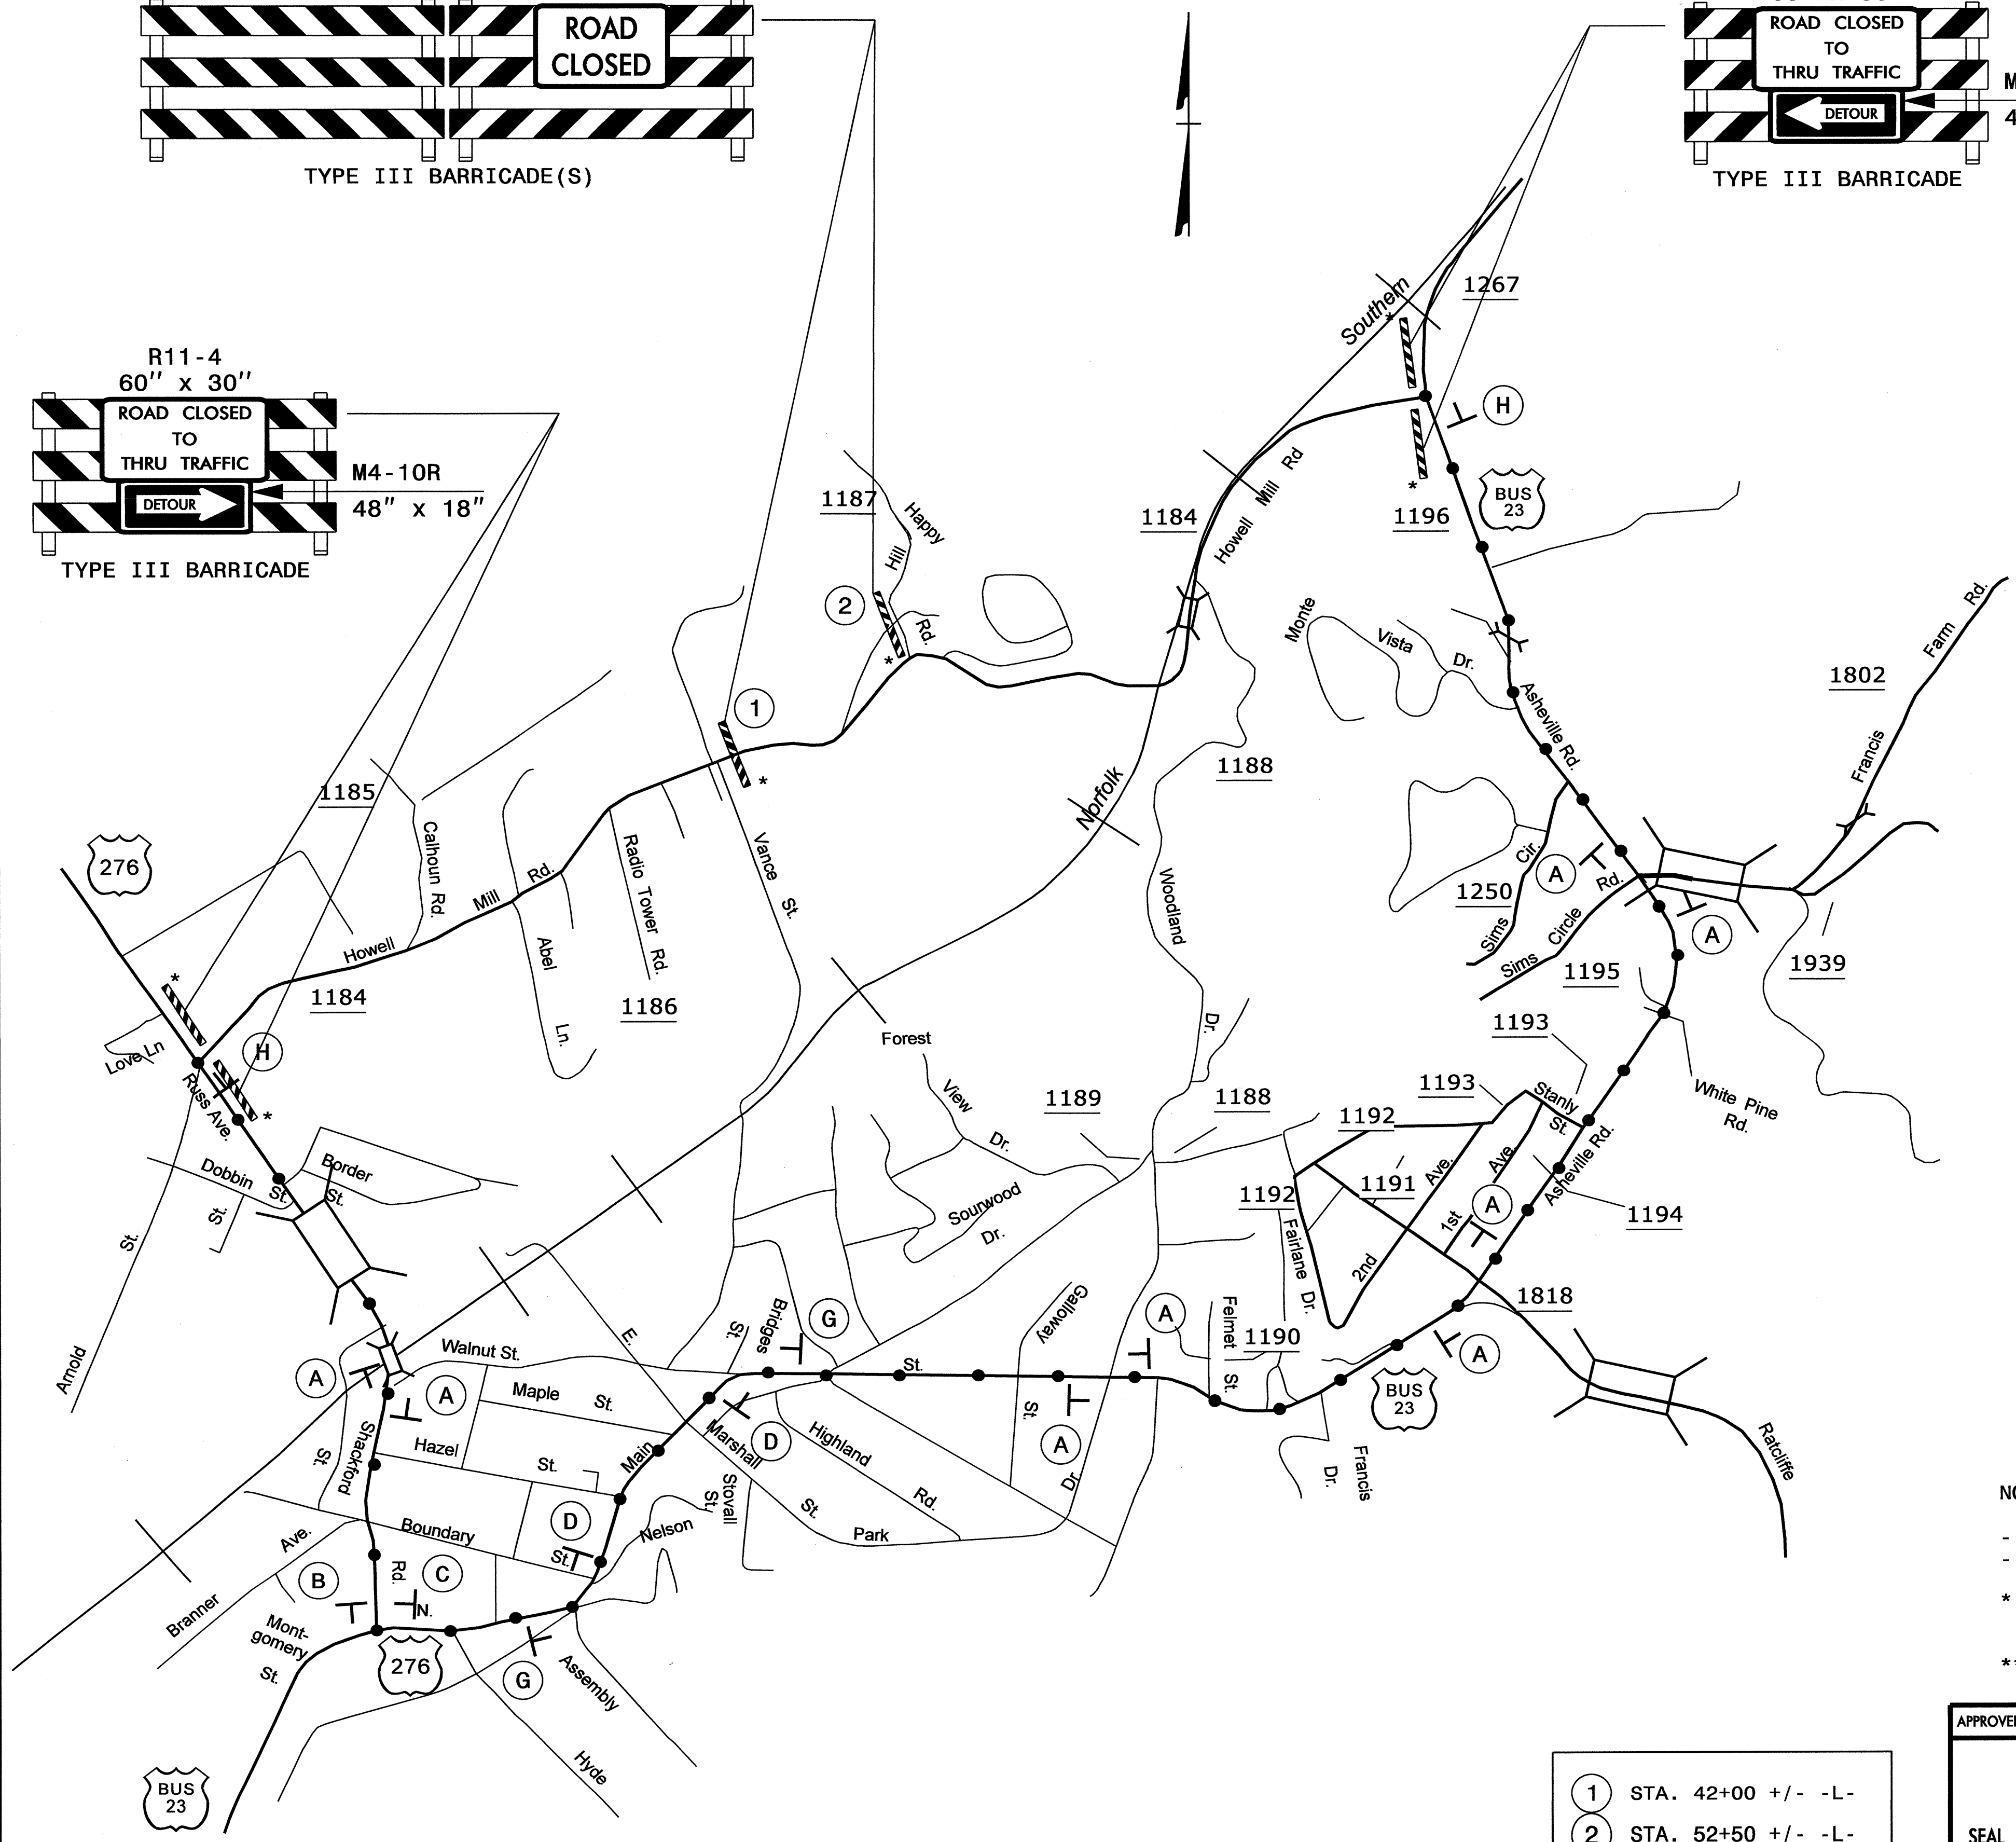 ROAD
CLOSED
TYPE III BARRICADE(S)
ROAD CLOSED
TO
THRU TRAFFIC
DETOUR
M
4
TYPE III BARRICADE
R11-4
60" x 30"
ROAD CLOSED
TO
THRU TRAFFIC
DETOUR
M4-10R
48" x 18"
TYPE III BARRICADE
1267
Southern
*
H
BUS
23
1196
*
1184
Howell Mill Rd
1187
Happy
Hill
Rd.
2
*
1
*
Monte
Vista
Dr.
Asheville Rd.
1802
Farm
Rd.
Francis
1188
Norfolk
1185
Calhoun Rd.
276
Howell
Mill
Rd.
Radio Tower Rd.
Vance St.
Abel
Ln.
1184
1186
Woodland
Dr.
Cir.
A
Rd.
1250
Sims
Circle
Sims
1195
A
1939
*
Love Ln
H
*
Russ Ave.
Forest
View
Dr.
1189
1188
1193
1193
1192
Stanly
St.
White Pine
Rd.
Asheville Rd.
Ave.
Ave.
1192
1191
A
1st
2nd
1194
Fairlane Dr.
1818
Dobbin
St.
Border
St.
St.
St.
Arnold
Sourwood
Dr.
Galloway
St.
Felmet
St.
1190
A
A
BUS
23
Bridges
St.
G
E.
Walnut St.
A
A
Maple
St.
Hazel
St.
St.
Shackford
Main
St.
Marshall
St.
D
Highland
Rd.
A
Dr.
Francis
Dr.
Ratcliffe
Stovall
St.
Park
Boundary
St.
D
Nelson
Ave.
Branner
B
Rd.
C
N.
Mont-
gomery
St.
276
G
Assembly
Hyde
BUS
23
NO
-
-
*
**
APPROVED
SEAL
1 STA. 42+00 +/- -L-
2 STA. 52+50 +/- -L-